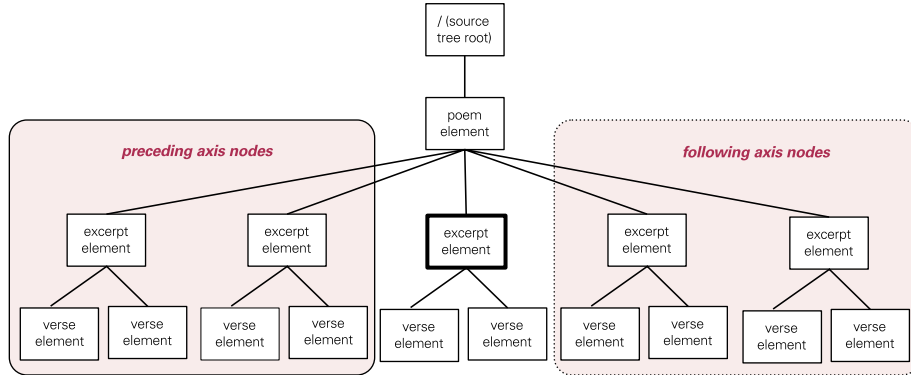 / (source
tree root)
poem
element
preceding axis nodes
following axis nodes
excerpt
element
excerpt
element
excerpt
element
excerpt
element
excerpt
element
verse
element
verse
element
verse
element
verse
element
verse
element
verse
element
verse
element
verse
element
verse
element
verse
element